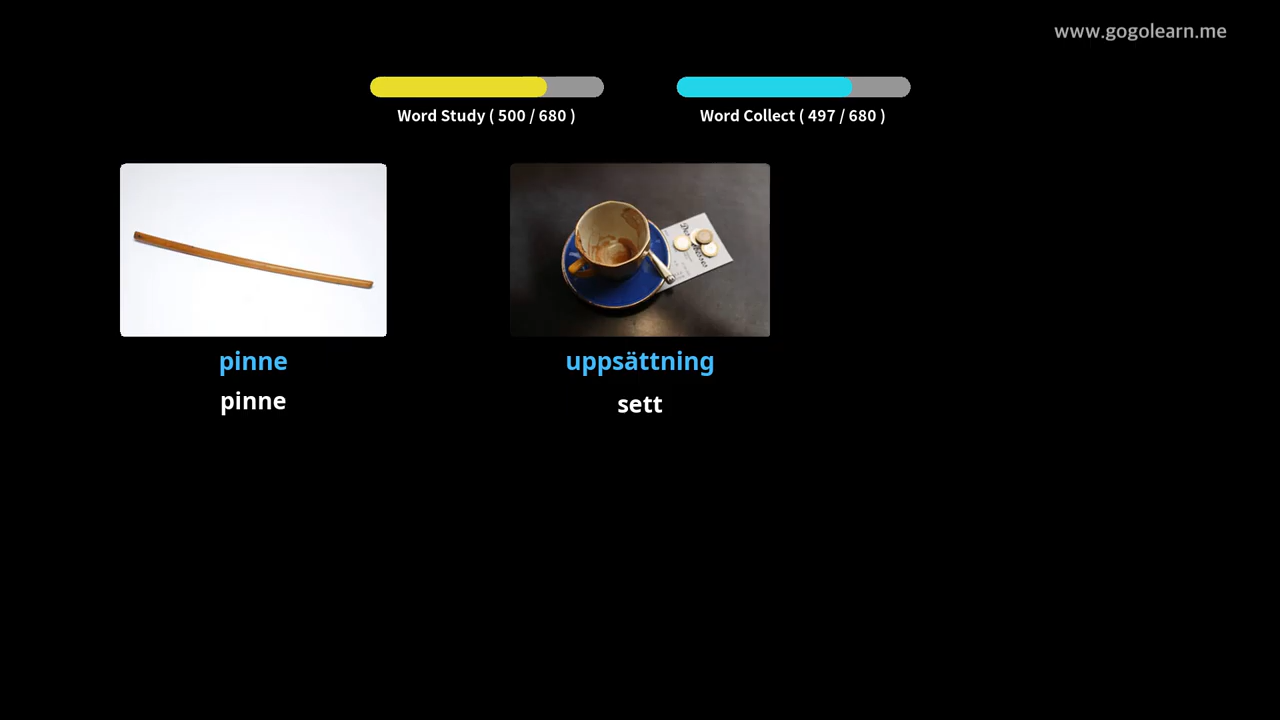 www.gogolearn.me
Word Study ( 500 / 680 )
Word Collect ( 497 / 680 )
pinne
pinne
uppsättning
sett